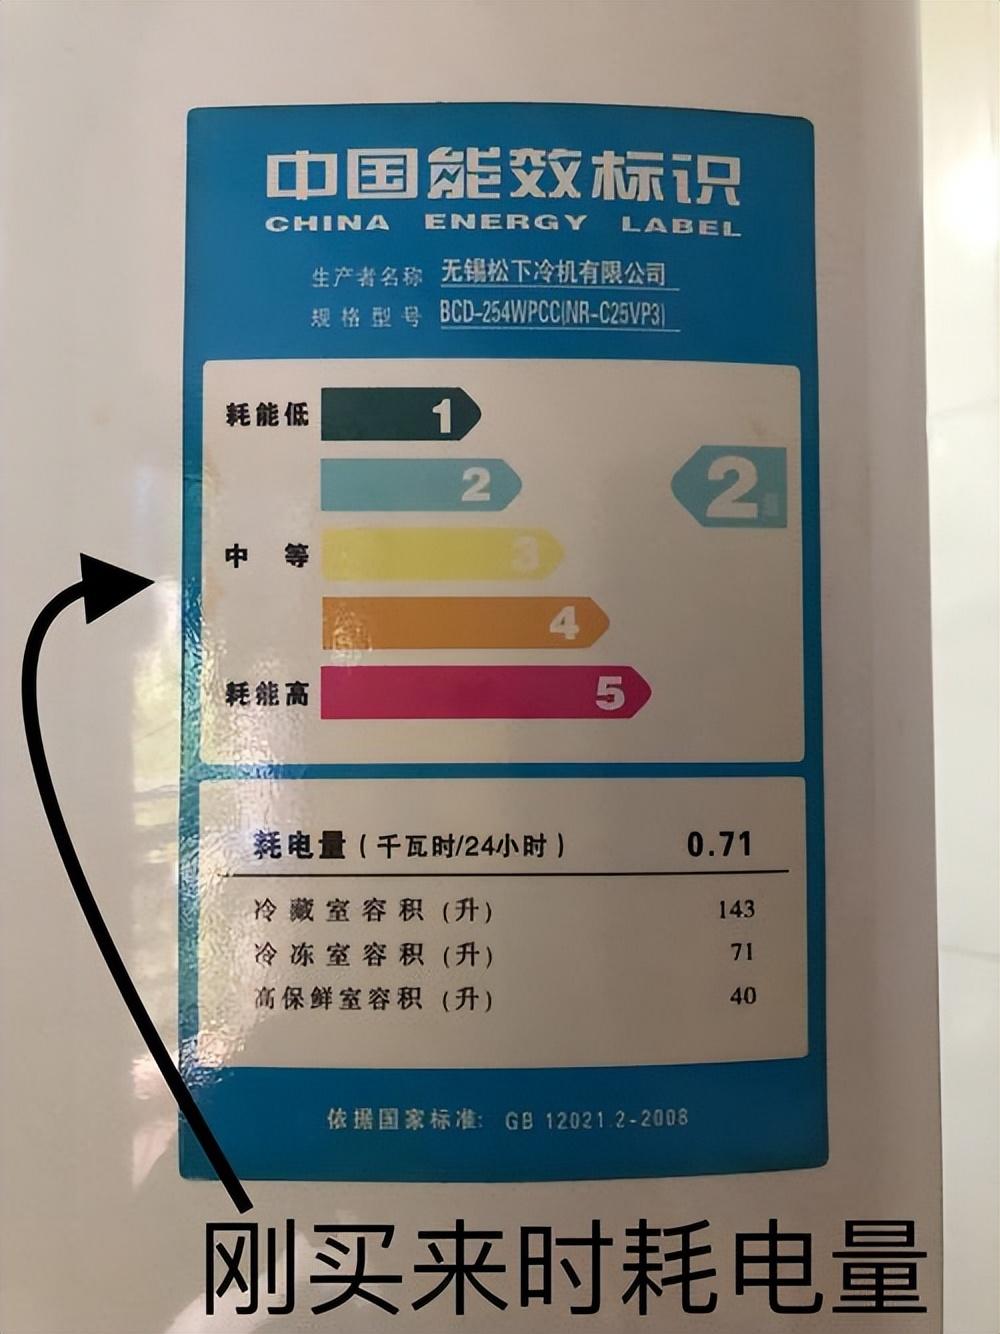 中国能效标识
CHINA ENERGY LABEL
生产者名称 无锡松下冷机有限公司
规格型号 BCD-254WPCC(NR-C25VP3)
耗能低 1
2 2级
中等 3
4
耗能高 5
耗电量(千瓦时/24小时) 0.71
冷藏室容积(升) 143
冷冻室容积(升) 71
高保鲜室容积(升) 40
依据国家标准: GB 12021.2-2008
刚买来时耗电量